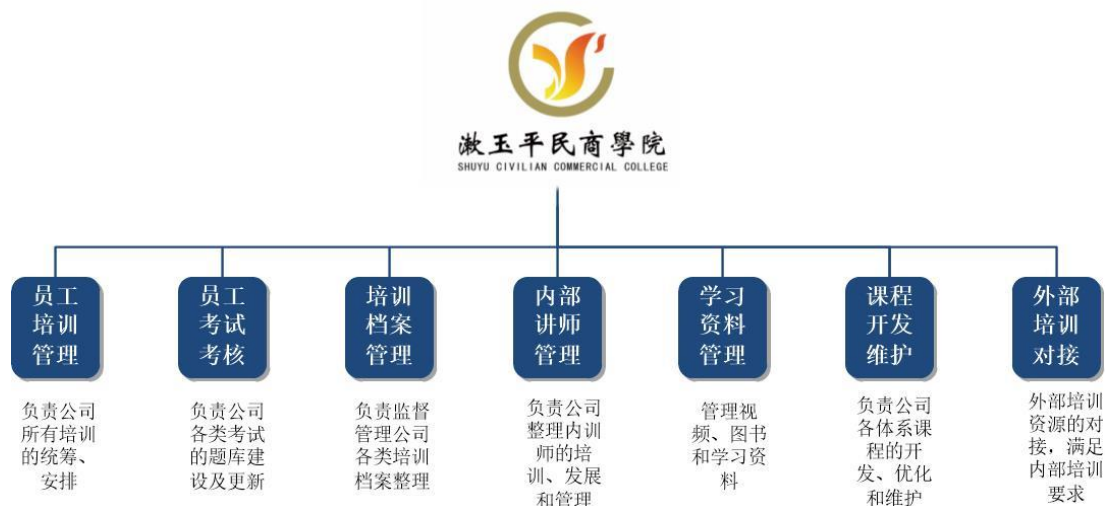 漱玉平民商學院
SHUYU CIVILIAN COMMERCIAL COLLEGE
员工
培训
管理
员工
考试
考核
培训
档案
管理
内部
讲师
管理
学习
资料
管理
课程
开发
维护
外部
培训
对接
负责公司
所有培训
的统筹、
安排
负责公司
各类考试
的题库建
设及更新
负责监督
管理公司
各类培训
档案整理
负责公司
整理内训
师的培
训、发展
和管理
管理视
频、图书
和学习资
料
负责公司
各体系课
程的开
发、优化
和维护
外部培训
资源的对
接，满足
内部培训
要求